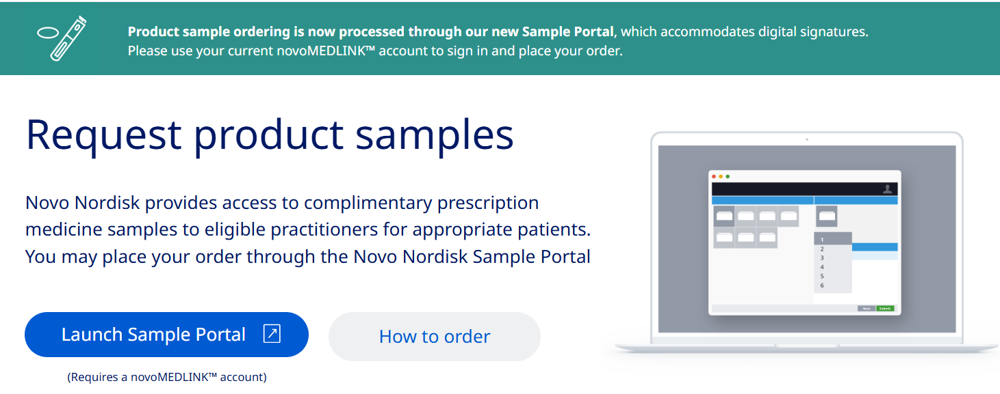 Product sample ordering is now processed through our new Sample Portal, which accommodates digital signatures.
Please use your current novoMEDLINK™ account to sign in and place your order.
Request product samples
Novo Nordisk provides access to complimentary prescription
medicine samples to eligible practitioners for appropriate patients.
You may place your order through the Novo Nordisk Sample Portal
Launch Sample Portal
How to order
(Requires a novoMEDLINK™ account)
1
2
3
4
5
6
Next Submit